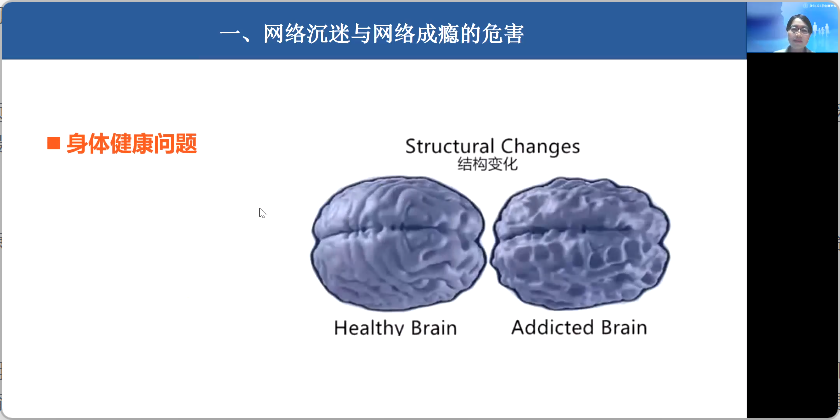 一、网络沉迷与网络成瘾的危害
■ 身体健康问题
Structural Changes
结构变化
Healthy Brain
Addicted Brain